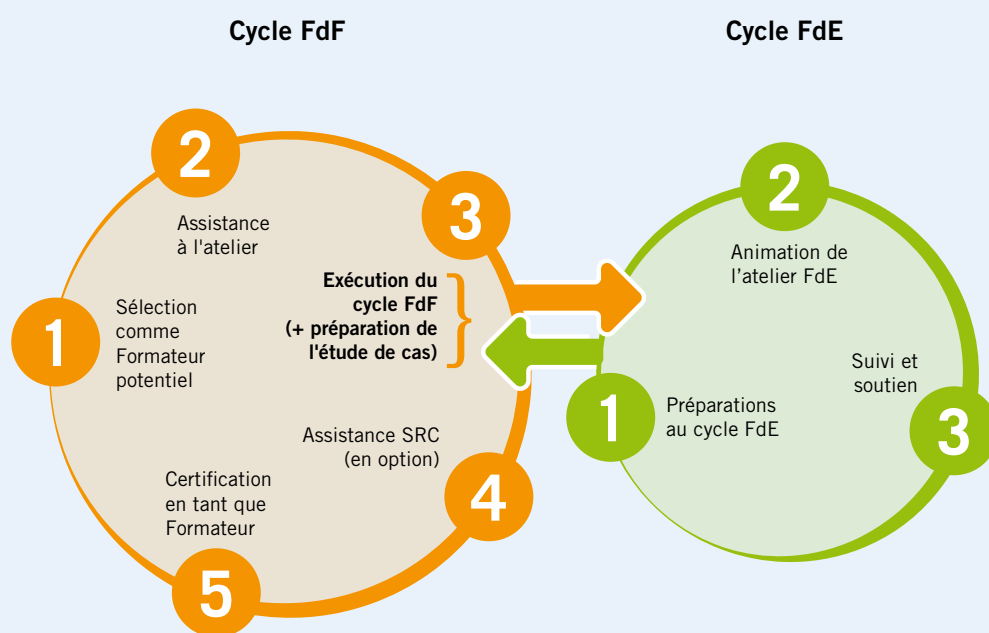 Cycle FdF
1
Sélection
comme
Formateur
potentiel
2
Assistance
à l'atelier
3
Exécution du
cycle FdF
(+ préparation de
l'étude de cas)
4
Assistance SRC
(en option)
5
Certification
en tant que
Formateur
Cycle FdE
1
Préparations
au cycle FdE
2
Animation de
l’atelier FdE
3
Suivi et
soutien